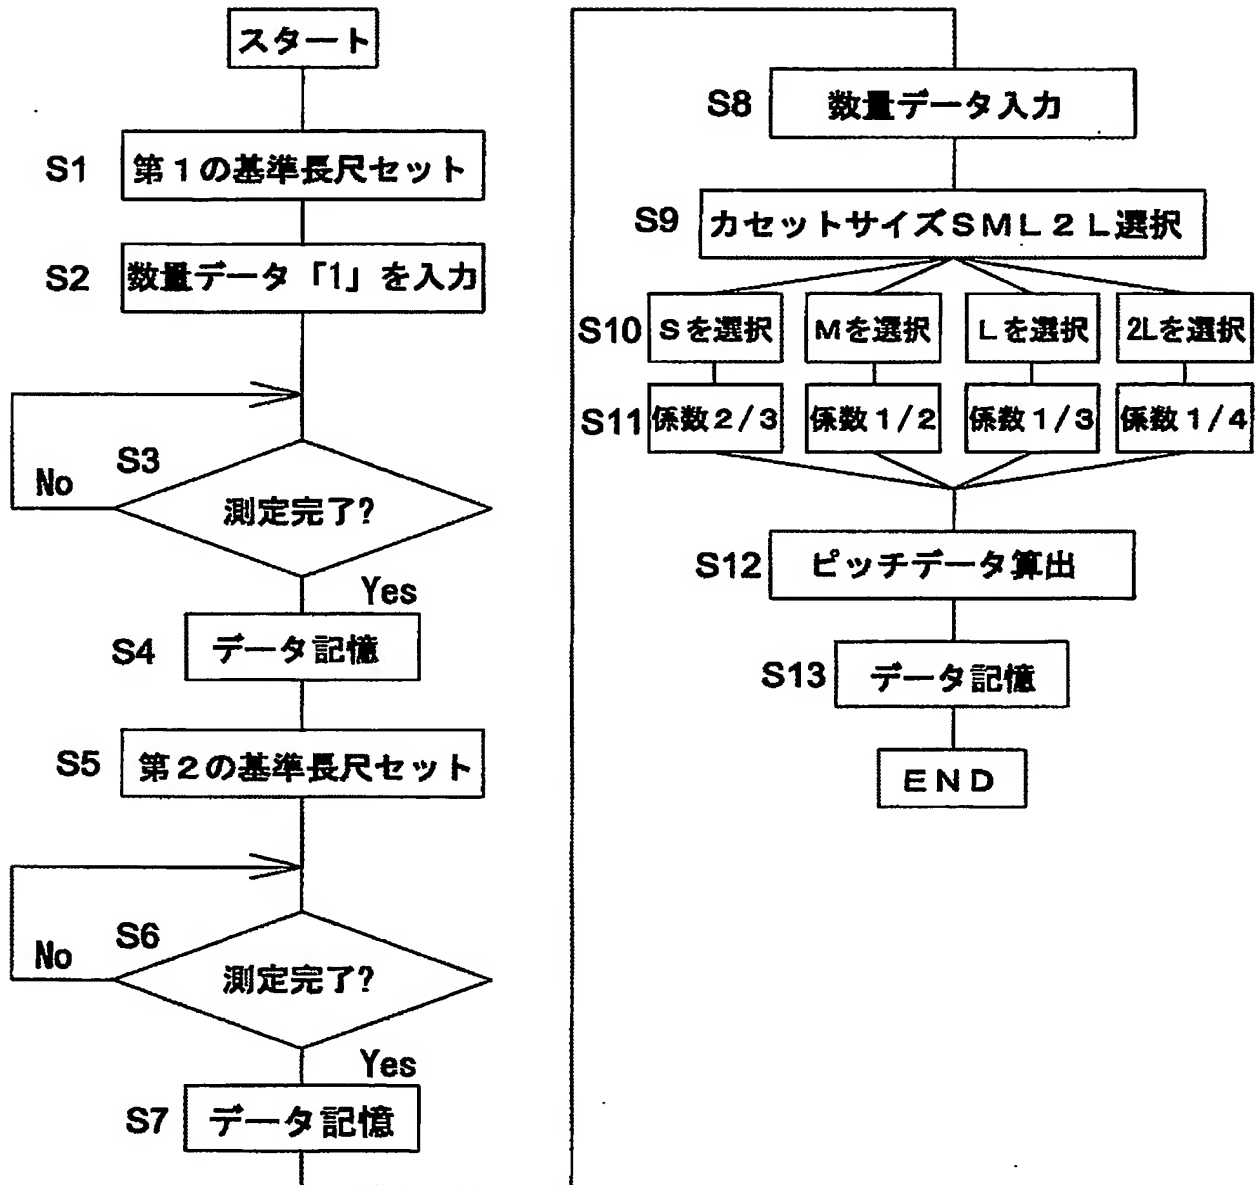 スタート
S1 第1の基準長尺セット
S2 数量データ「1」を入力
S3
No 測定完了?
Yes
S4 データ記憶
S5 第2の基準長尺セット
S6
No 測定完了?
Yes
S7 データ記憶
S8 数量データ入力
S9 カセットサイズSML2L選択
S10 Sを選択 Mを選択 Lを選択 2Lを選択
S11 係数2/3 係数1/2 係数1/3 係数1/4
S12 ピッチデータ算出
S13 データ記憶
END